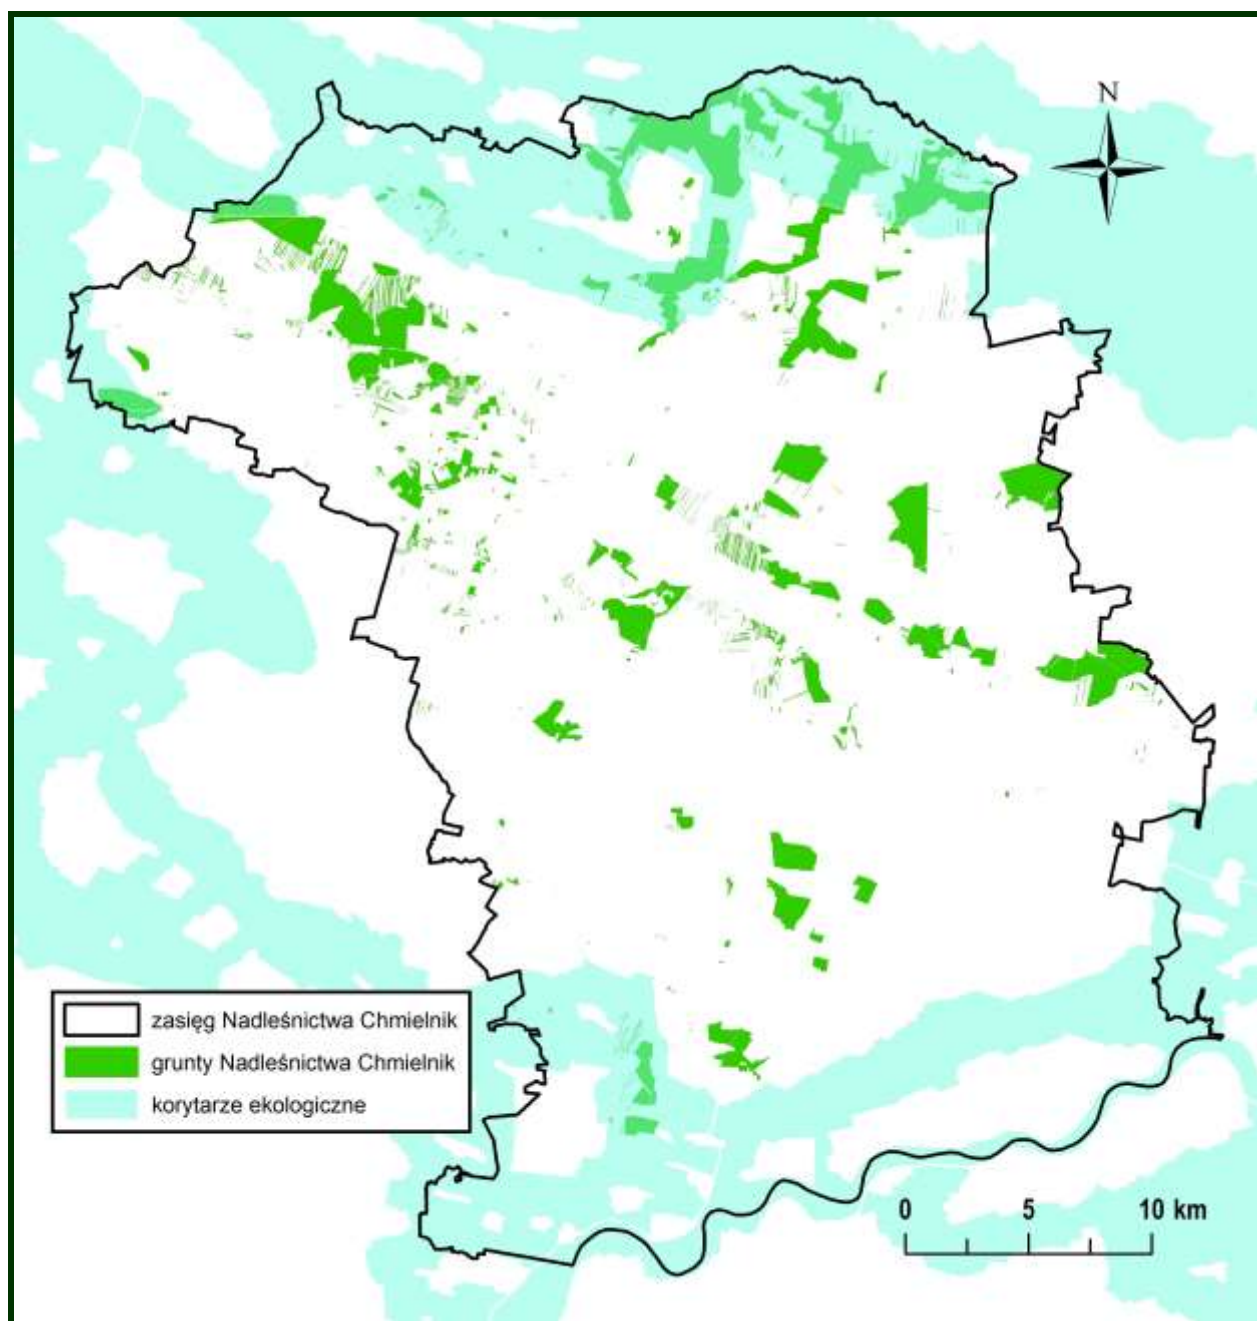 N
zasięg Nadleśnictwa Chmielnik
grunty Nadleśnictwa Chmielnik
korytarze ekologiczne
0 5 10 km